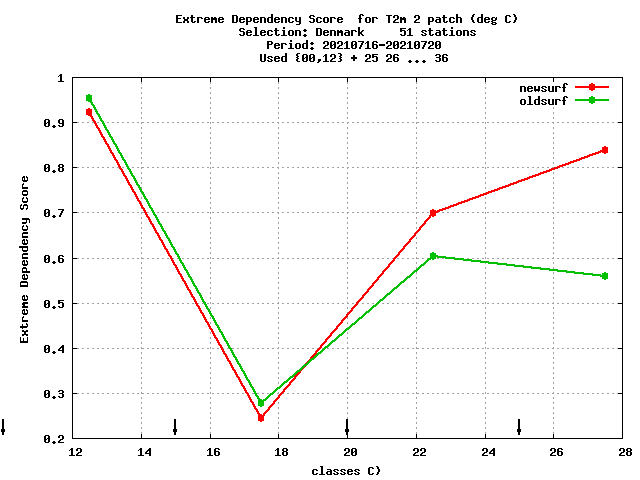 Extreme Dependency Score  for T2m 2 patch (deg C)
Selection: Denmark     51 stations
Period: 20210716-20210720
Used {00,12} + 25 26 ... 36
newsurf
oldsurf
1
0.9
0.8
0.7
0.6
0.5
0.4
0.3
0.2
Extreme Dependency Score
12 14 16 18 20 22 24 26 28
classes C)